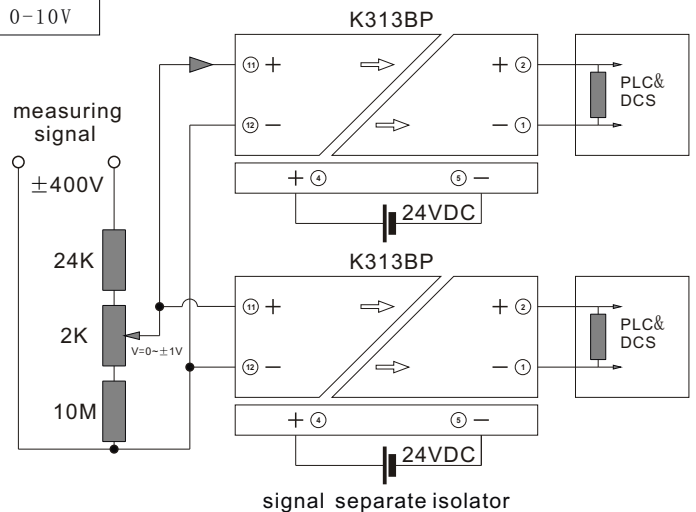 0-10V
K313BP
⑪ +
+ ②
PLC&
DCS
⑫ −
− ①
measuring
signal
±400V
+ ④
⑤ −
24VDC
24K
2K
V=0~±1V
10M
K313BP
⑪ +
+ ②
PLC&
DCS
⑫ −
− ①
+ ④
⑤ −
24VDC
signal separate isolator